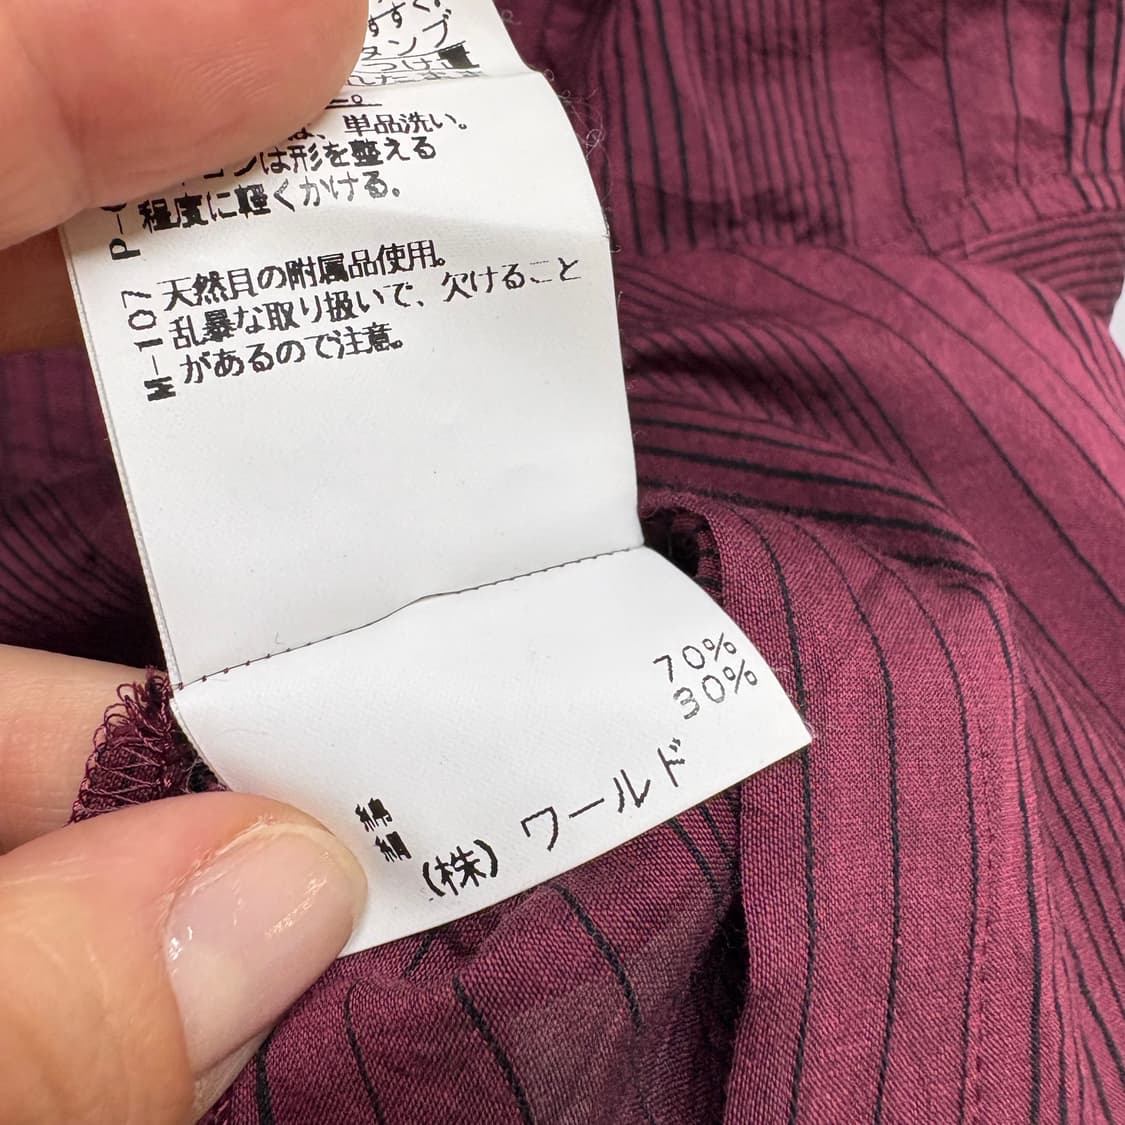 すすぐ。
タンブ
は、単品洗い。
ンは形を整える
程度に軽くかける。
M-107 天然貝の附属品使用。
乱暴な取り扱いで、欠けること
があるので注意。
綿 70%
絹 30%
(株) ワールド